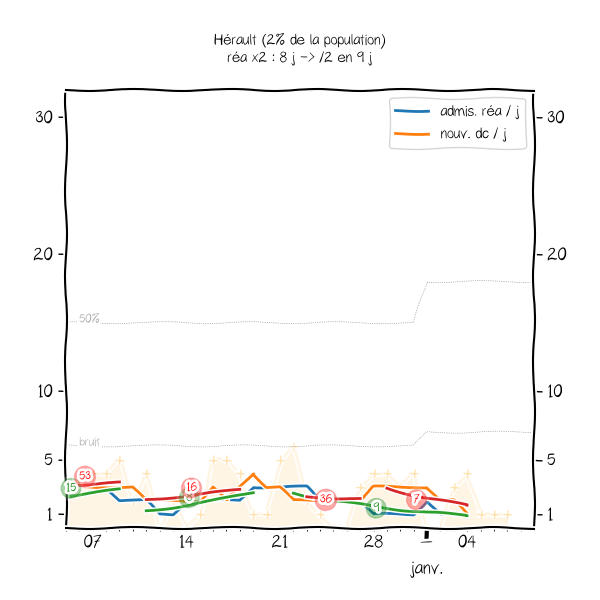 Hérault (2% de la population)
réa x2 : 8 j -> /2 en 9 j
admis. réa / j
nouv. dc / j
30 30
20 20
50%
10 10
bruit
5 5
53
15
16
8
36
9
7
1 1
07 14 21 28 04
janv.